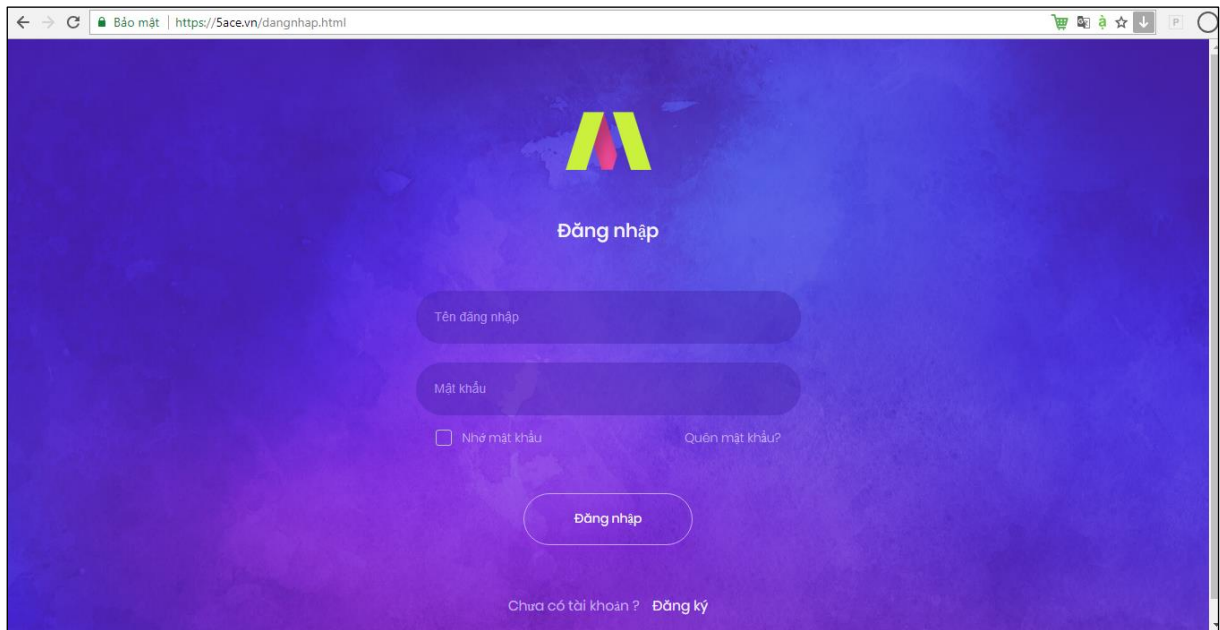 Bảo mật | https://5ace.vn/dangnhap.html
à P
Đăng nhập
Tên đăng nhập
Mật khẩu
Nhớ mật khẩu Quên mật khẩu?
Đăng nhập
Chưa có tài khoản ? Đăng ký